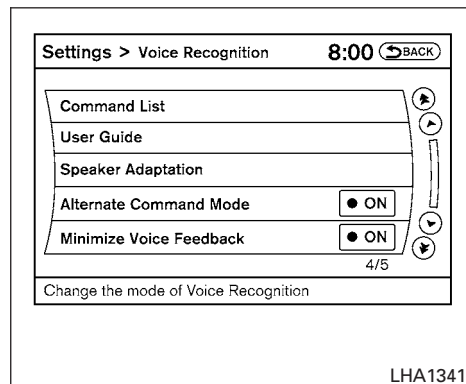 Settings > Voice Recognition 8:00 BACK
Command List
User Guide
Speaker Adaptation
Alternate Command Mode ON
Minimize Voice Feedback ON
4/5
Change the mode of Voice Recognition
LHA1341